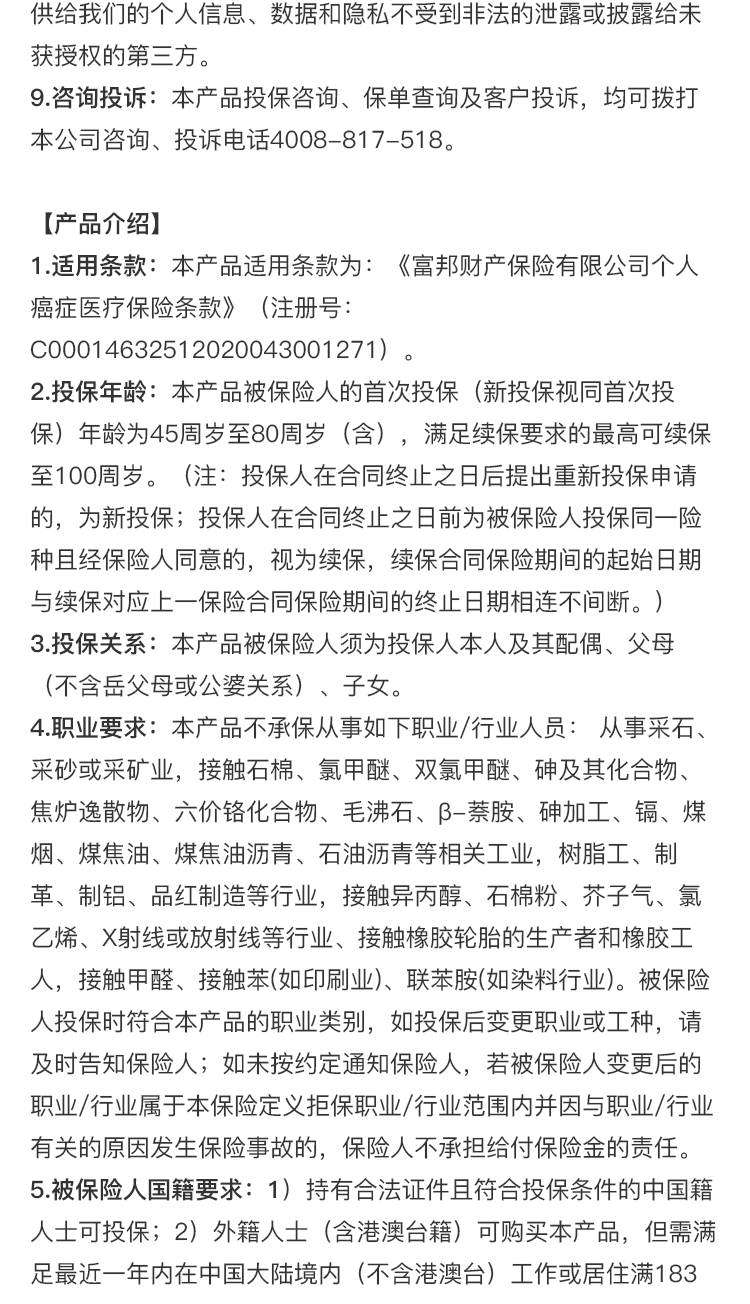 供给我们的个人信息、数据和隐私不受到非法的泄露或披露给未
获授权的第三方。
9.咨询投诉：本产品投保咨询、保单查询及客户投诉，均可拨打
本公司咨询、投诉电话4008-817-518。
【产品介绍】
1.适用条款：本产品适用条款为：《富邦财产保险有限公司个人
癌症医疗保险条款》（注册号：
C00014632512020043001271）。
2.投保年龄：本产品被保险人的首次投保（新投保视同首次投
保）年龄为45周岁至80周岁（含），满足续保要求的最高可续保
至100周岁。（注：投保人在合同终止之日后提出重新投保申请
的，为新投保；投保人在合同终止之日前为被保险人投保同一险
种且经保险人同意的，视为续保，续保合同保险期间的起始日期
与续保对应上一保险合同保险期间的终止日期相连不间断。）
3.投保关系：本产品被保险人须为投保人本人及其配偶、父母
（不含岳父母或公婆关系）、子女。
4.职业要求：本产品不承保从事如下职业/行业人员： 从事采石、
采砂或采矿业，接触石棉、氯甲醚、双氯甲醚、砷及其化合物、
焦炉逸散物、六价铬化合物、毛沸石、β-萘胺、砷加工、镉、煤
烟、煤焦油、煤焦油沥青、石油沥青等相关工业，树脂工、制
革、制铝、品红制造等行业，接触异丙醇、石棉粉、芥子气、氯
乙烯、X射线或放射线等行业、接触橡胶轮胎的生产者和橡胶工
人，接触甲醛、接触苯(如印刷业)、联苯胺(如染料行业)。被保险
人投保时符合本产品的职业类别，如投保后变更职业或工种，请
及时告知保险人；如未按约定通知保险人，若被保险人变更后的
职业/行业属于本保险定义拒保职业/行业范围内并因与职业/行业
有关的原因发生保险事故的，保险人不承担给付保险金的责任。
5.被保险人国籍要求：1）持有合法证件且符合投保条件的中国籍
人士可投保；2）外籍人士（含港澳台籍）可购买本产品，但需满
足最近一年内在中国大陆境内（不含港澳台）工作或居住满183